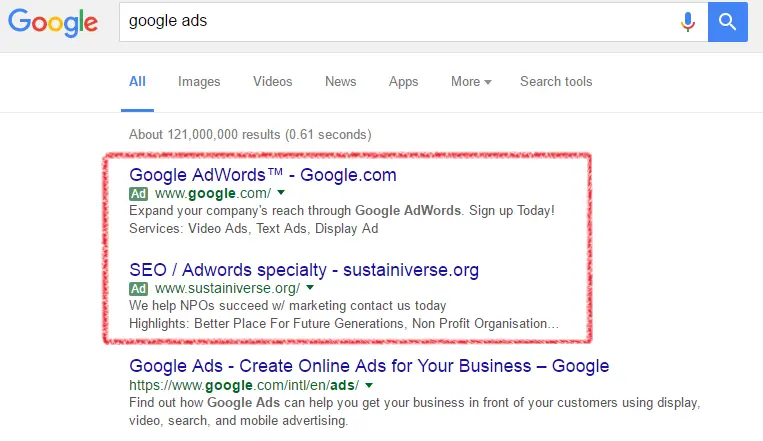 Google google ads
All Images Videos News Apps More Search tools
About 121,000,000 results (0.61 seconds)
Google AdWords™ - Google.com
Ad www.google.com/
Expand your company's reach through Google AdWords. Sign up Today!
Services: Video Ads, Text Ads, Display Ad
SEO / Adwords specialty - sustainiverse.org
Ad www.sustainiverse.org/
We help NPOs succeed w/ marketing contact us today
Highlights: Better Place For Future Generations, Non Profit Organisation…
Google Ads - Create Online Ads for Your Business – Google
https://www.google.com/intl/en/ads/
Find out how Google Ads can help you get your business in front of your customers using display,
video, search, and mobile advertising.